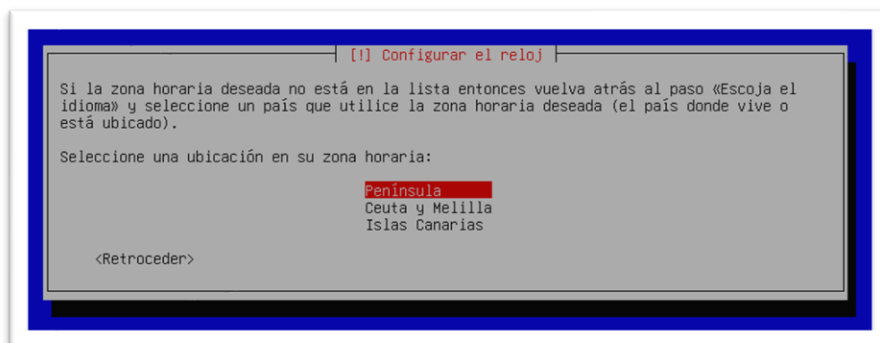 [!] Configurar el reloj
Si la zona horaria deseada no está en la lista entonces vuelva atrás al paso «Escoja el
idioma» y seleccione un país que utilice la zona horaria deseada (el país donde vive o
está ubicado).
Seleccione una ubicación en su zona horaria:
Península
Ceuta y Melilla
Islas Canarias
<Retroceder>